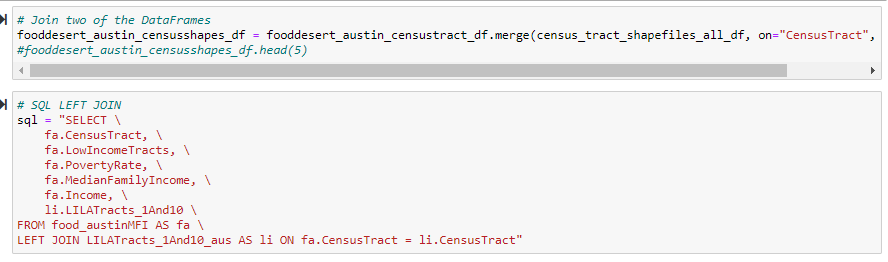 # Join two of the DataFrames
fooddesert_austin_censusshapes_df = fooddesert_austin_censustract_df.merge(census_tract_shapefiles_all_df, on="CensusTract",
#fooddesert_austin_censusshapes_df.head(5)
# SQL LEFT JOIN
sql = "SELECT \
    fa.CensusTract, \
    fa.LowIncomeTracts, \
    fa.PovertyRate, \
    fa.MedianFamilyIncome, \
    fa.Income, \
    li.LILATracts_1And10 \
FROM food_austinMFI AS fa \
LEFT JOIN LILATracts_1And10_aus AS li ON fa.CensusTract = li.CensusTract"